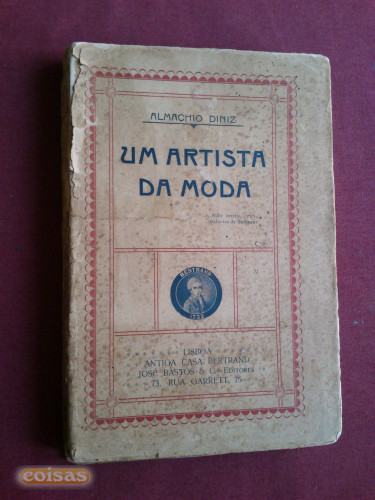 ALMACHIO DINIZ
UM ARTISTA
DA MODA
BERTRAND
LISBOA
ANTIGA CASA BERTRAND
JOSÉ BASTOS & C.ª EDITORES
73, RUA GARRETT, 75
coisas